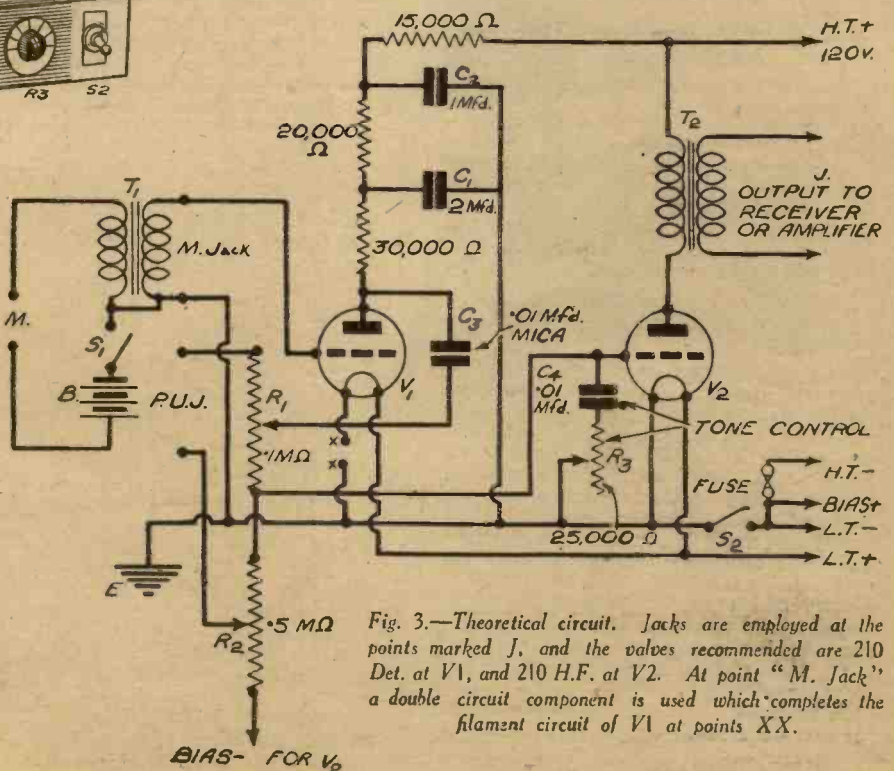 R3 S2
15,000 Ω
H.T.+
120V.
C2
1Mfd.
20,000
Ω
T2
C1
2 Mfd.
T1
J.
OUTPUT TO
RECEIVER
OR AMPLIFIER
M. Jack
30,000 Ω
M.
C3
·01 Mfd.
MICA
S1
V1
C4
·01
Mfd.
V2
B.
P.U.J.
R1
TONE CONTROL
x
x
R3
·1MΩ
H.T.-
FUSE
BIAS+
L.T.-
S2
25,000 Ω
L.T.+
E
R2
·5 MΩ
BIAS- FOR V2
Fig. 3.—Theoretical circuit. Jacks are employed at the
points marked J, and the valves recommended are 210
Det. at V1, and 210 H.F. at V2. At point “M. Jack”
a double circuit component is used which completes the
filament circuit of V1 at points XX.